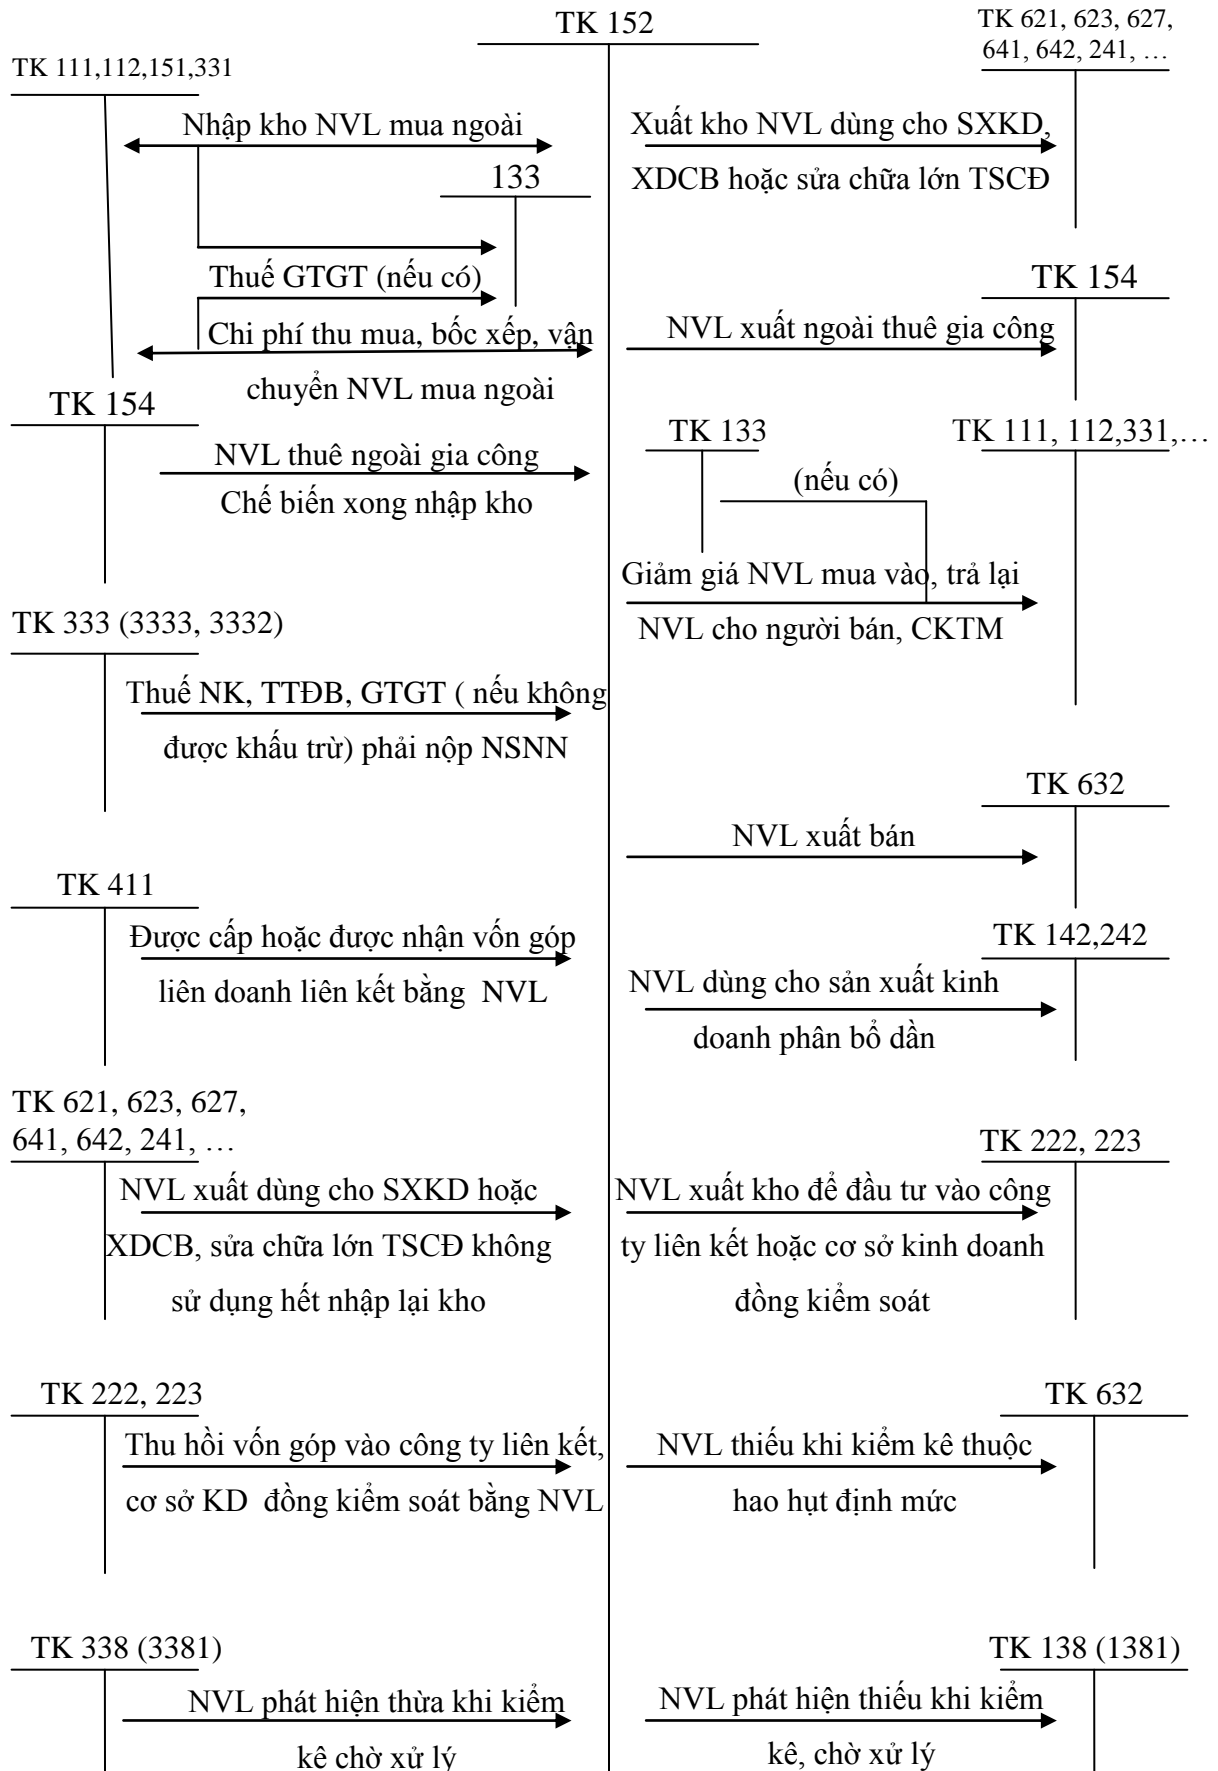 TK 152
TK 621, 623, 627,
641, 642, 241, …
TK 111,112,151,331
Nhập kho NVL mua ngoài
Xuất kho NVL dùng cho SXKD,
XDCB hoặc sửa chữa lớn TSCĐ
133
Thuế GTGT (nếu có)
TK 154
Chi phí thu mua, bốc xếp, vận
chuyển NVL mua ngoài
NVL xuất ngoài thuê gia công
TK 154
NVL thuê ngoài gia công
Chế biến xong nhập kho
TK 133
TK 111, 112,331,…
(nếu có)
Giảm giá NVL mua vào, trả lại
NVL cho người bán, CKTM
TK 333 (3333, 3332)
Thuế NK, TTĐB, GTGT ( nếu không
được khấu trừ) phải nộp NSNN
TK 632
NVL xuất bán
TK 411
Được cấp hoặc được nhận vốn góp
liên doanh liên kết bằng NVL
TK 142,242
NVL dùng cho sản xuất kinh
doanh phân bổ dần
TK 621, 623, 627,
641, 642, 241, …
NVL xuất dùng cho SXKD hoặc
XDCB, sửa chữa lớn TSCĐ không
sử dụng hết nhập lại kho
TK 222, 223
NVL xuất kho để đầu tư vào công
ty liên kết hoặc cơ sở kinh doanh
đồng kiểm soát
TK 222, 223
Thu hồi vốn góp vào công ty liên kết,
cơ sở KD đồng kiểm soát bằng NVL
TK 632
NVL thiếu khi kiểm kê thuộc
hao hụt định mức
TK 338 (3381)
NVL phát hiện thừa khi kiểm
kê chờ xử lý
TK 138 (1381)
NVL phát hiện thiếu khi kiểm
kê, chờ xử lý